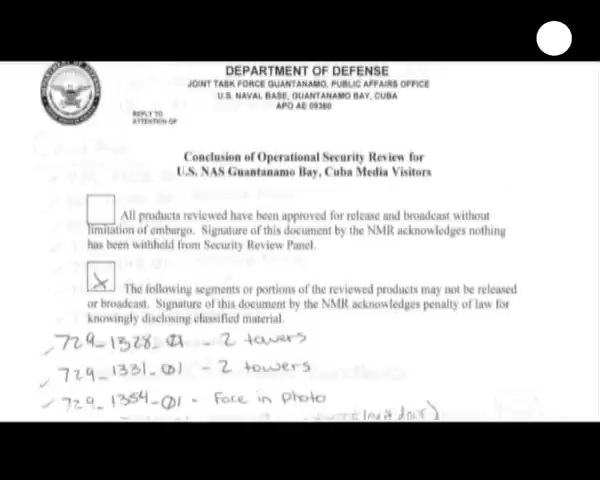 DEPARTMENT OF DEFENSE
JOINT TASK FORCE GUANTANAMO, PUBLIC AFFAIRS OFFICE
U.S. NAVAL BASE, GUANTANAMO BAY, CUBA
APO AE 09360
REPLY TO
ATTENTION OF
Conclusion of Operational Security Review for
U.S. NAS Guantanamo Bay, Cuba Media Visitors
All products reviewed have been approved for release and broadcast without
limitation of embargo. Signature of this document by the NMR acknowledges nothing
has been withheld from Security Review Panel.
X
The following segments or portions of the reviewed products may not be released
or broadcast. Signature of this document by the NMR acknowledges penalty of law for
knowingly disclosing classified material.
✓ 729_1328_01 - 2 towers
✓ 729_1331_01 - 2 towers
✓ 729_1354_01 - Face in photo